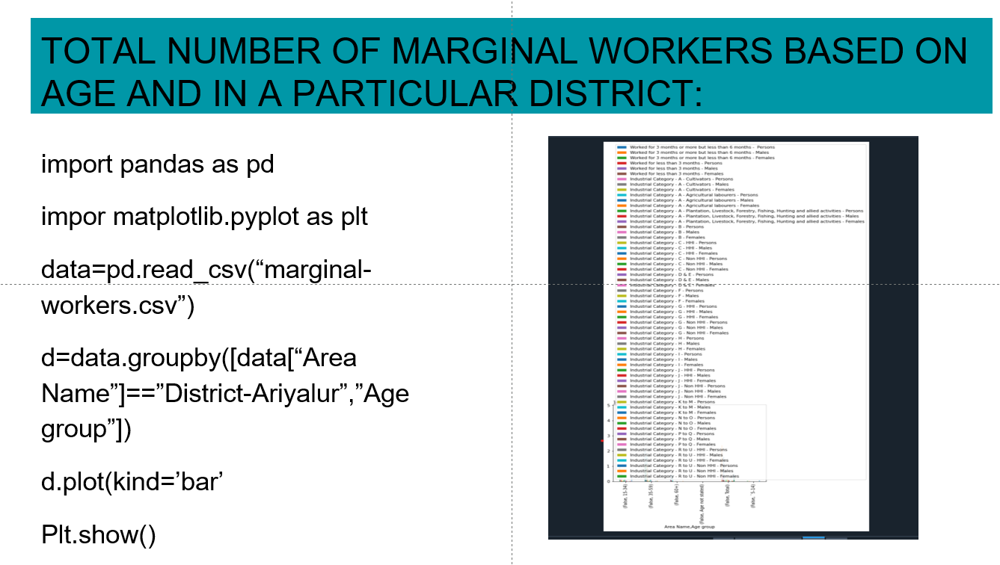 TOTAL NUMBER OF MARGINAL WORKERS BASED ON
AGE AND IN A PARTICULAR DISTRICT:
import pandas as pd
impor matplotlib.pyplot as plt
data=pd.read_csv(“marginal-
workers.csv”)
d=data.groupby([data[“Area
Name”]==”District-Ariyalur”,”Age
group”])
d.plot(kind=’bar’
Plt.show()
Worked for 3 months or more but less than 6 months - Persons
Worked for 3 months or more but less than 6 months - Males
Worked for 3 months or more but less than 6 months - Females
Worked for less than 3 months - Persons
Worked for less than 3 months - Males
Worked for less than 3 months - Females
Industrial Category - A - Cultivators - Persons
Industrial Category - A - Cultivators - Males
Industrial Category - A - Cultivators - Females
Industrial Category - A - Agricultural labourers - Persons
Industrial Category - A - Agricultural labourers - Males
Industrial Category - A - Agricultural labourers - Females
Industrial Category - A - Plantation, Livestock, Forestry, Fishing, Hunting and allied activities - Persons
Industrial Category - A - Plantation, Livestock, Forestry, Fishing, Hunting and allied activities - Males
Industrial Category - A - Plantation, Livestock, Forestry, Fishing, Hunting and allied activities - Females
Industrial Category - B - Persons
Industrial Category - B - Males
Industrial Category - B - Females
Industrial Category - C - HHI - Persons
Industrial Category - C - HHI - Males
Industrial Category - C - HHI - Females
Industrial Category - C - Non HHI - Persons
Industrial Category - C - Non HHI - Males
Industrial Category - C - Non HHI - Females
Industrial Category - D & E - Persons
Industrial Category - D & E - Males
Industrial Category - D & E - Females
Industrial Category - F - Persons
Industrial Category - F - Males
Industrial Category - F - Females
Industrial Category - G - HHI - Persons
Industrial Category - G - HHI - Males
Industrial Category - G - HHI - Females
Industrial Category - G - Non HHI - Persons
Industrial Category - G - Non HHI - Males
Industrial Category - G - Non HHI - Females
Industrial Category - H - Persons
Industrial Category - H - Males
Industrial Category - H - Females
Industrial Category - I - Persons
Industrial Category - I - Males
Industrial Category - I - Females
Industrial Category - J - HHI - Persons
Industrial Category - J - HHI - Males
Industrial Category - J - HHI - Females
Industrial Category - J - Non HHI - Persons
Industrial Category - J - Non HHI - Males
Industrial Category - J - Non HHI - Females
Industrial Category - K to M - Persons
Industrial Category - K to M - Males
Industrial Category - K to M - Females
Industrial Category - N to O - Persons
Industrial Category - N to O - Males
Industrial Category - N to O - Females
Industrial Category - P to Q - Persons
Industrial Category - P to Q - Males
Industrial Category - P to Q - Females
Industrial Category - R to U - HHI - Persons
Industrial Category - R to U - HHI - Males
Industrial Category - R to U - HHI - Females
Industrial Category - R to U - Non HHI - Persons
Industrial Category - R to U - Non HHI - Males
Industrial Category - R to U - Non HHI - Females
5
4
3
2
1
0
(False, 15-34)
(False, 35-59)
(False, 60+)
(False, Age not stated)
(False, Total)
(False, `5-14)
Area Name,Age group